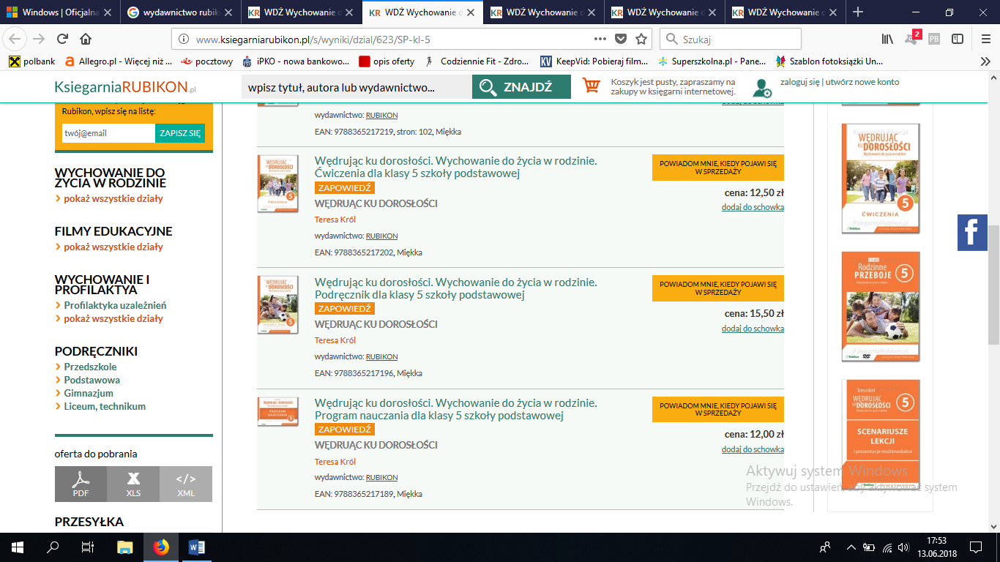 Windows | Oficjalna
wydawnictwo rubik
WDŻ Wychowanie
WDŻ Wychowanie
WDŻ Wychowanie
WDŻ Wychowanie
WDŻ Wychowanie
www.ksiegarniarubikon.pl/s/wyniki/dzial/623/SP-kl-5
Szukaj
2
polbank
Allegro.pl - Więcej niż ...
pocztowy
iPKO - nowa bankowo...
opis oferty
Codziennie Fit - Zdro...
KeepVid: Pobieraj film...
Superszkolna.pl - Pane...
Szablon fotoksiążki Un...
KsiegarniaRUBIKON.pl
wpisz tytuł, autora lub wydawnictwo...
ZNAJDŹ
Koszyk jest pusty, zapraszamy na
zakupy w księgarni internetowej.
zaloguj się | utwórz nowe konto
Rubikon, wpisz się na listę:
twój@email
ZAPISZ SIĘ
WYCHOWANIE DO
ŻYCIA W RODZINIE
pokaż wszystkie działy
FILMY EDUKACYJNE
pokaż wszystkie działy
WYCHOWANIE I
PROFILAKTYKA
Profilaktyka uzależnień
pokaż wszystkie działy
PODRĘCZNIKI
Przedszkole
Podstawowa
Gimnazjum
Liceum, technikum
oferta do pobrania
PDF
XLS
XML
PRZESYŁKA
wydawnictwo: RUBIKON
EAN: 9788365217219, stron: 102, Miękka
Wędrując ku dorosłości. Wychowanie do życia w rodzinie.
Ćwiczenia dla klasy 5 szkoły podstawowej
ZAPOWIEDŹ
WĘDRUJĄC KU DOROSŁOŚCI
Teresa Król
wydawnictwo: RUBIKON
EAN: 9788365217202, Miękka
POWIADOM MNIE, KIEDY POJAWI SIĘ
W SPRZEDAŻY
cena: 12,50 zł
dodaj do schowka
Wędrując ku dorosłości. Wychowanie do życia w rodzinie.
Podręcznik dla klasy 5 szkoły podstawowej
ZAPOWIEDŹ
WĘDRUJĄC KU DOROSŁOŚCI
Teresa Król
wydawnictwo: RUBIKON
EAN: 9788365217196, Miękka
POWIADOM MNIE, KIEDY POJAWI SIĘ
W SPRZEDAŻY
cena: 15,50 zł
dodaj do schowka
Wędrując ku dorosłości. Wychowanie do życia w rodzinie.
Program nauczania dla klasy 5 szkoły podstawowej
ZAPOWIEDŹ
WĘDRUJĄC KU DOROSŁOŚCI
Teresa Król
wydawnictwo: RUBIKON
EAN: 9788365217189, Miękka
POWIADOM MNIE, KIEDY POJAWI SIĘ
W SPRZEDAŻY
cena: 12,00 zł
dodaj do schowka
WĘDRUJĄC
KU DOROSŁOŚCI
Wychowanie do życia w rodzinie
5
ĆWICZENIA
Rodzinne
PRZEBOJE
5
Teresa Król
WĘDRUJĄC
KU DOROSŁOŚCI
5
SCENARIUSZE
LEKCJI
i prezentacje multimedialne
Aktywuj system Windows
Przejdź do ustawień, aby aktywować system
Windows.
17:53
13.06.2018